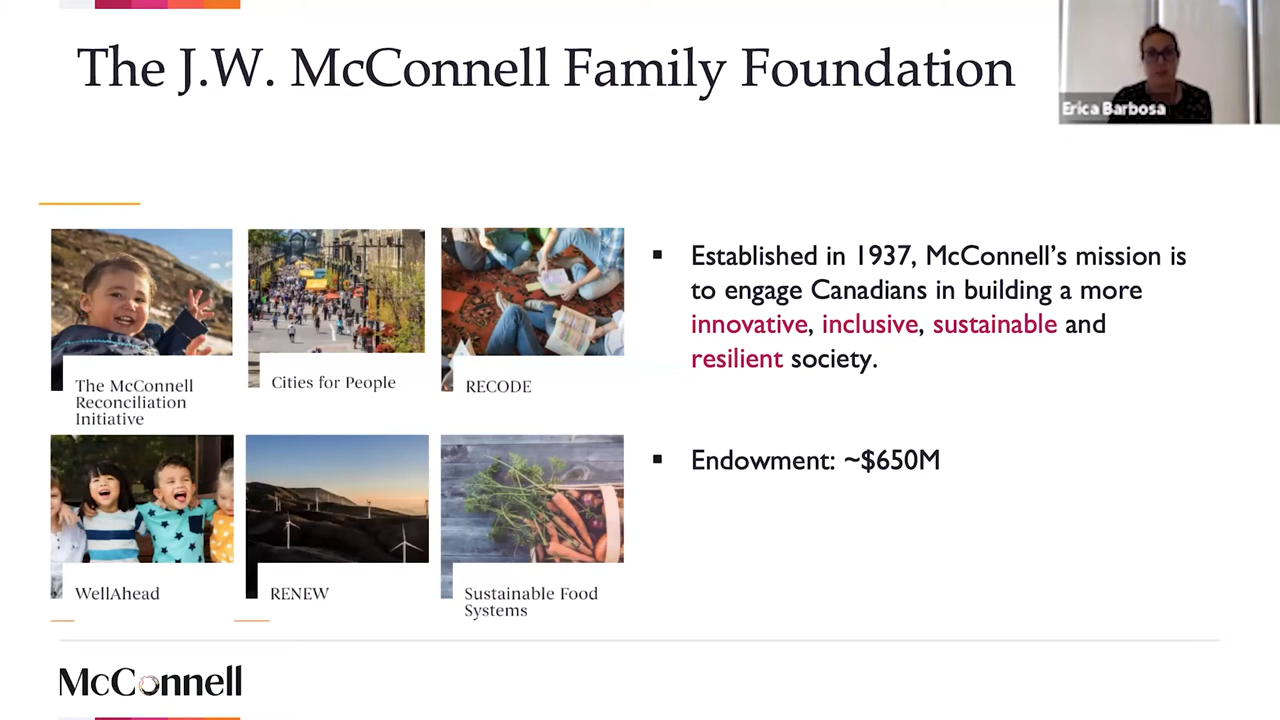 The J.W. McConnell Family Foundation
Erica Barbosa
The McConnell
Reconciliation
Initiative
Cities for People
RECODE
WellAhead
RENEW
Sustainable Food
Systems
▪ Established in 1937, McConnell’s mission is
to engage Canadians in building a more
innovative, inclusive, sustainable and
resilient society.
▪ Endowment: ~$650M
McConnell